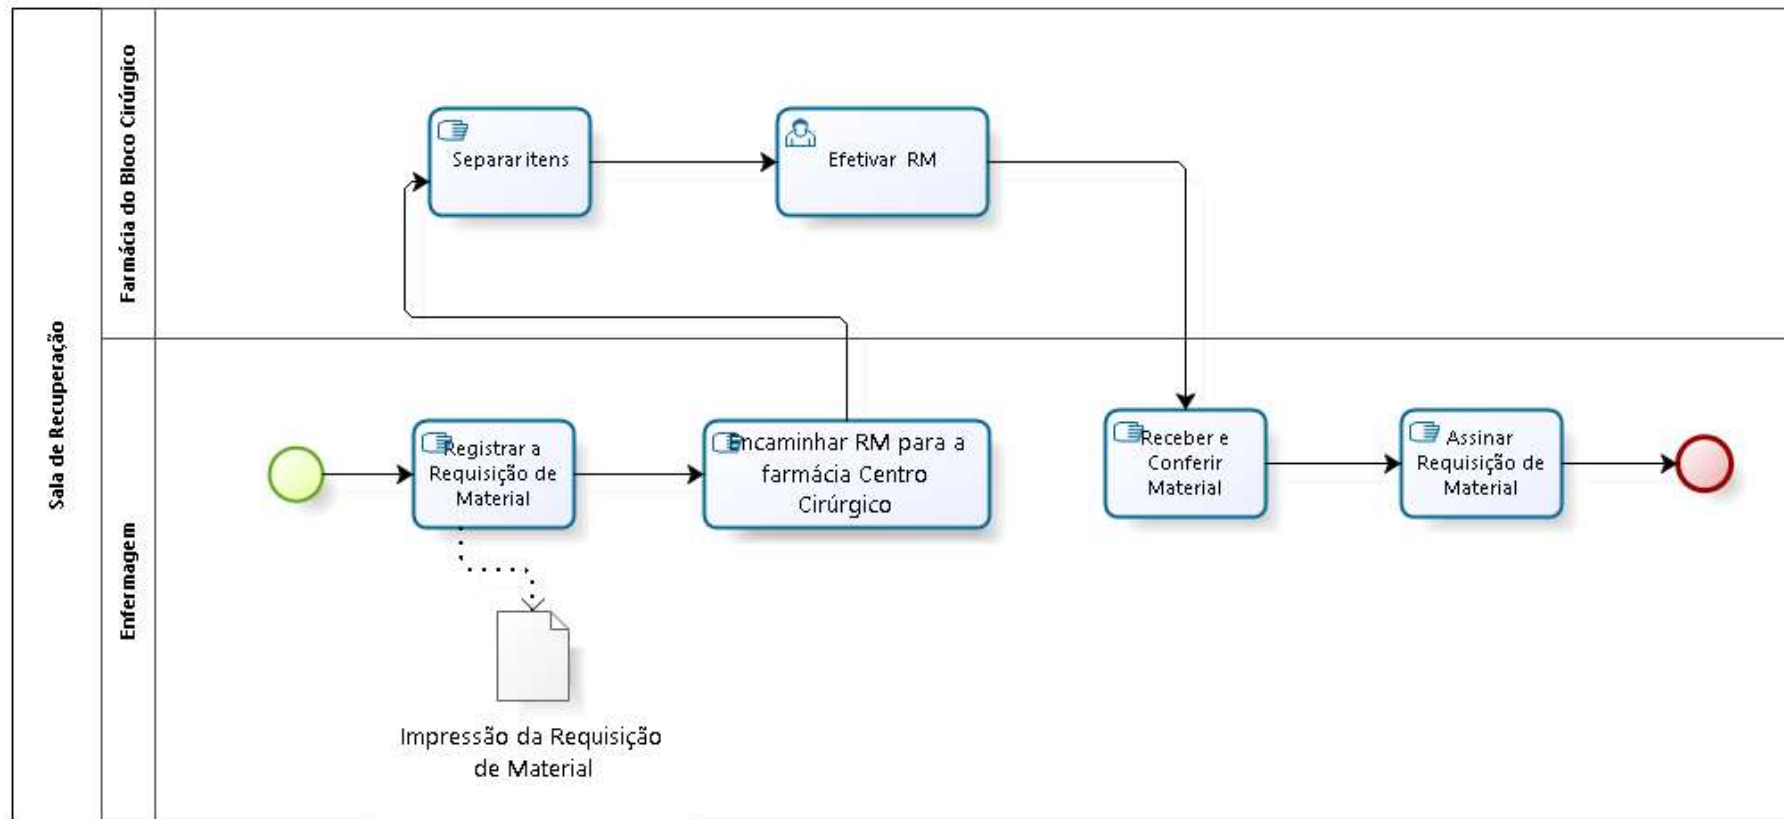 Sala de Recuperação
Farmácia do Bloco Cirúrgico
Separar itens
Efetivar RM
Enfermagem
Registrar a
Requisição de
Material
Encaminhar RM para a
farmácia Centro
Cirúrgico
Receber e
Conferir
Material
Assinar
Requisição de
Material
Impressão da Requisição
de Material